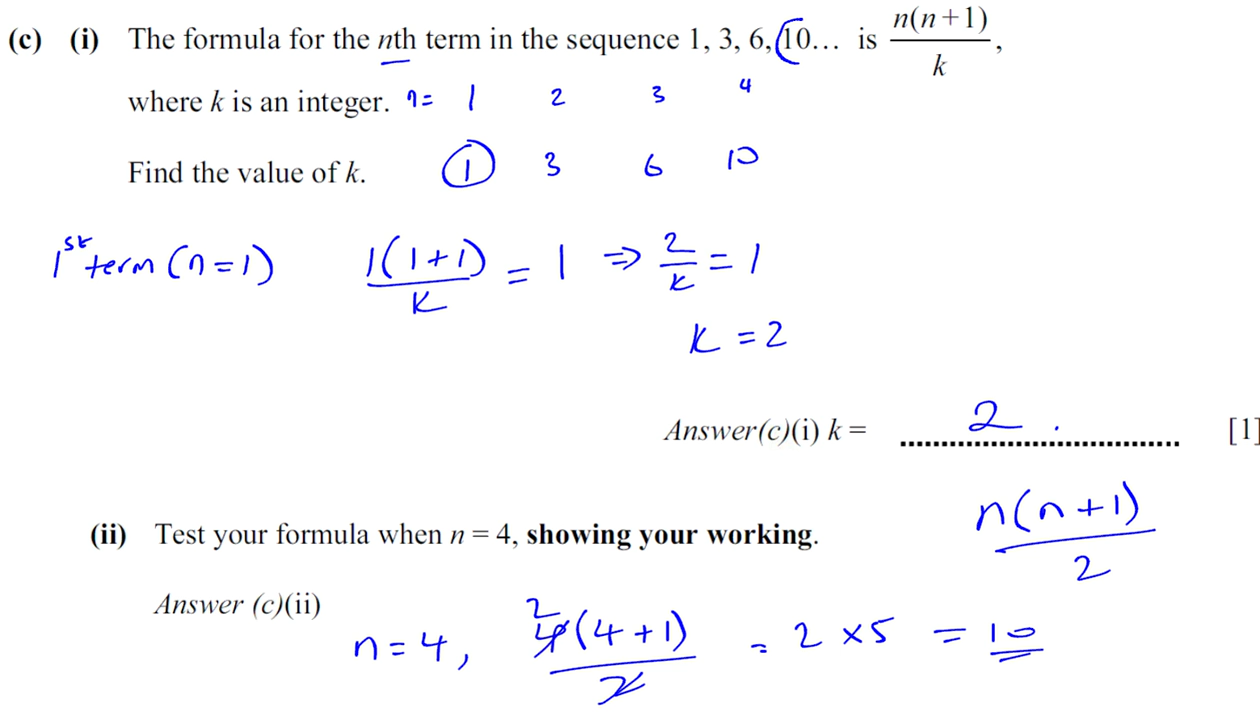 (c) (i) The formula for the nth term in the sequence 1, 3, 6, 10… is n(n+1)/k,
where k is an integer. n = 1 2 3 4
Find the value of k. 1 3 6 10
1st term (n=1) 1(1+1)/k = 1 ⇒ 2/k = 1
k = 2
Answer(c)(i) k = 2 . [1]
n(n+1)/2
(ii) Test your formula when n = 4, showing your working.
Answer (c)(ii)
n = 4, 2 4(4+1)/2 = 2 × 5 = 10